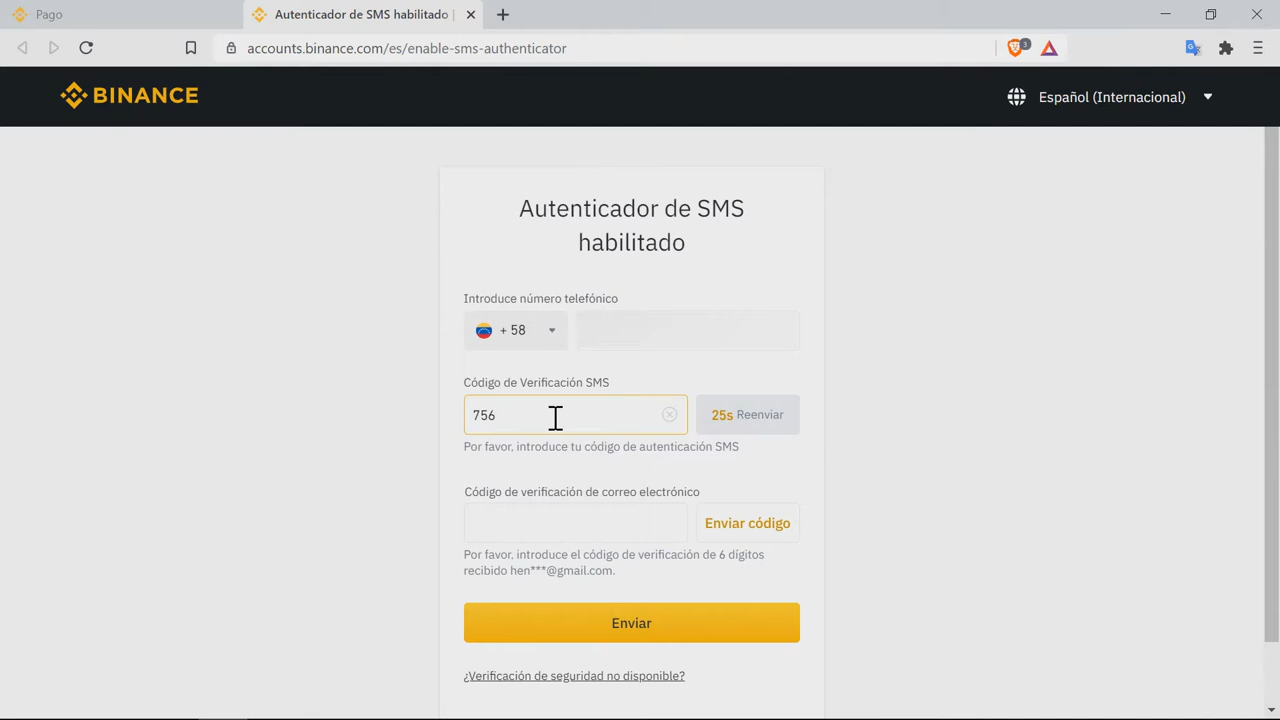 Pago
Autenticador de SMS habilitado |
accounts.binance.com/es/enable-sms-authenticator
3
BINANCE
Español (Internacional)
Autenticador de SMS
habilitado
Introduce número telefónico
+ 58
Código de Verificación SMS
756
25s Reenviar
Por favor, introduce tu código de autenticación SMS
Código de verificación de correo electrónico
Enviar código
Por favor, introduce el código de verificación de 6 dígitos
recibido hen***@gmail.com.
Enviar
¿Verificación de seguridad no disponible?